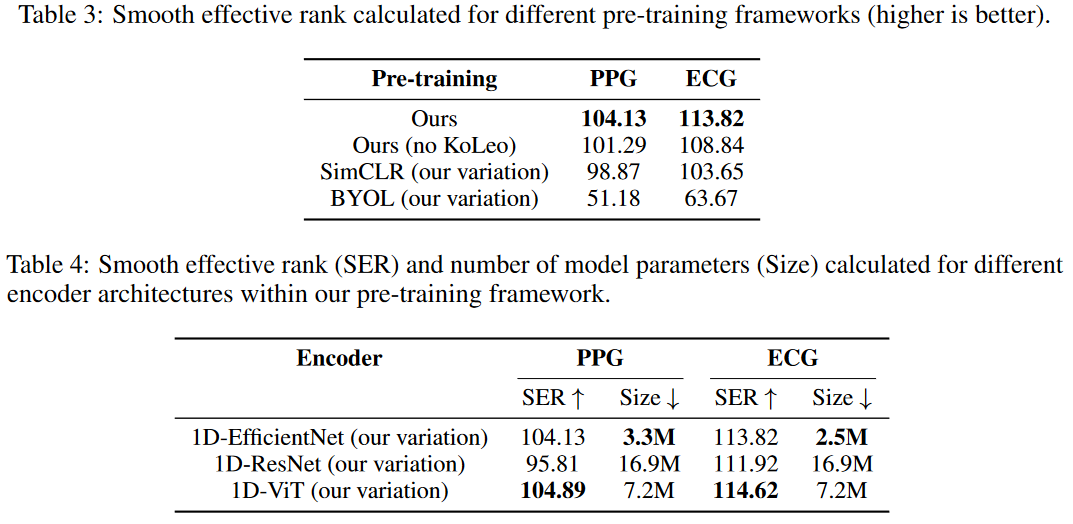 Table 3: Smooth effective rank calculated for different pre-training frameworks (higher is better).
Pre-training PPG ECG
Ours 104.13 113.82
Ours (no KoLeo) 101.29 108.84
SimCLR (our variation) 98.87 103.65
BYOL (our variation) 51.18 63.67
Table 4: Smooth effective rank (SER) and number of model parameters (Size) calculated for different
encoder architectures within our pre-training framework.
Encoder PPG ECG
SER ↑ Size ↓ SER ↑ Size ↓
1D-EfficientNet (our variation) 104.13 3.3M 113.82 2.5M
1D-ResNet (our variation) 95.81 16.9M 111.92 16.9M
1D-ViT (our variation) 104.89 7.2M 114.62 7.2M